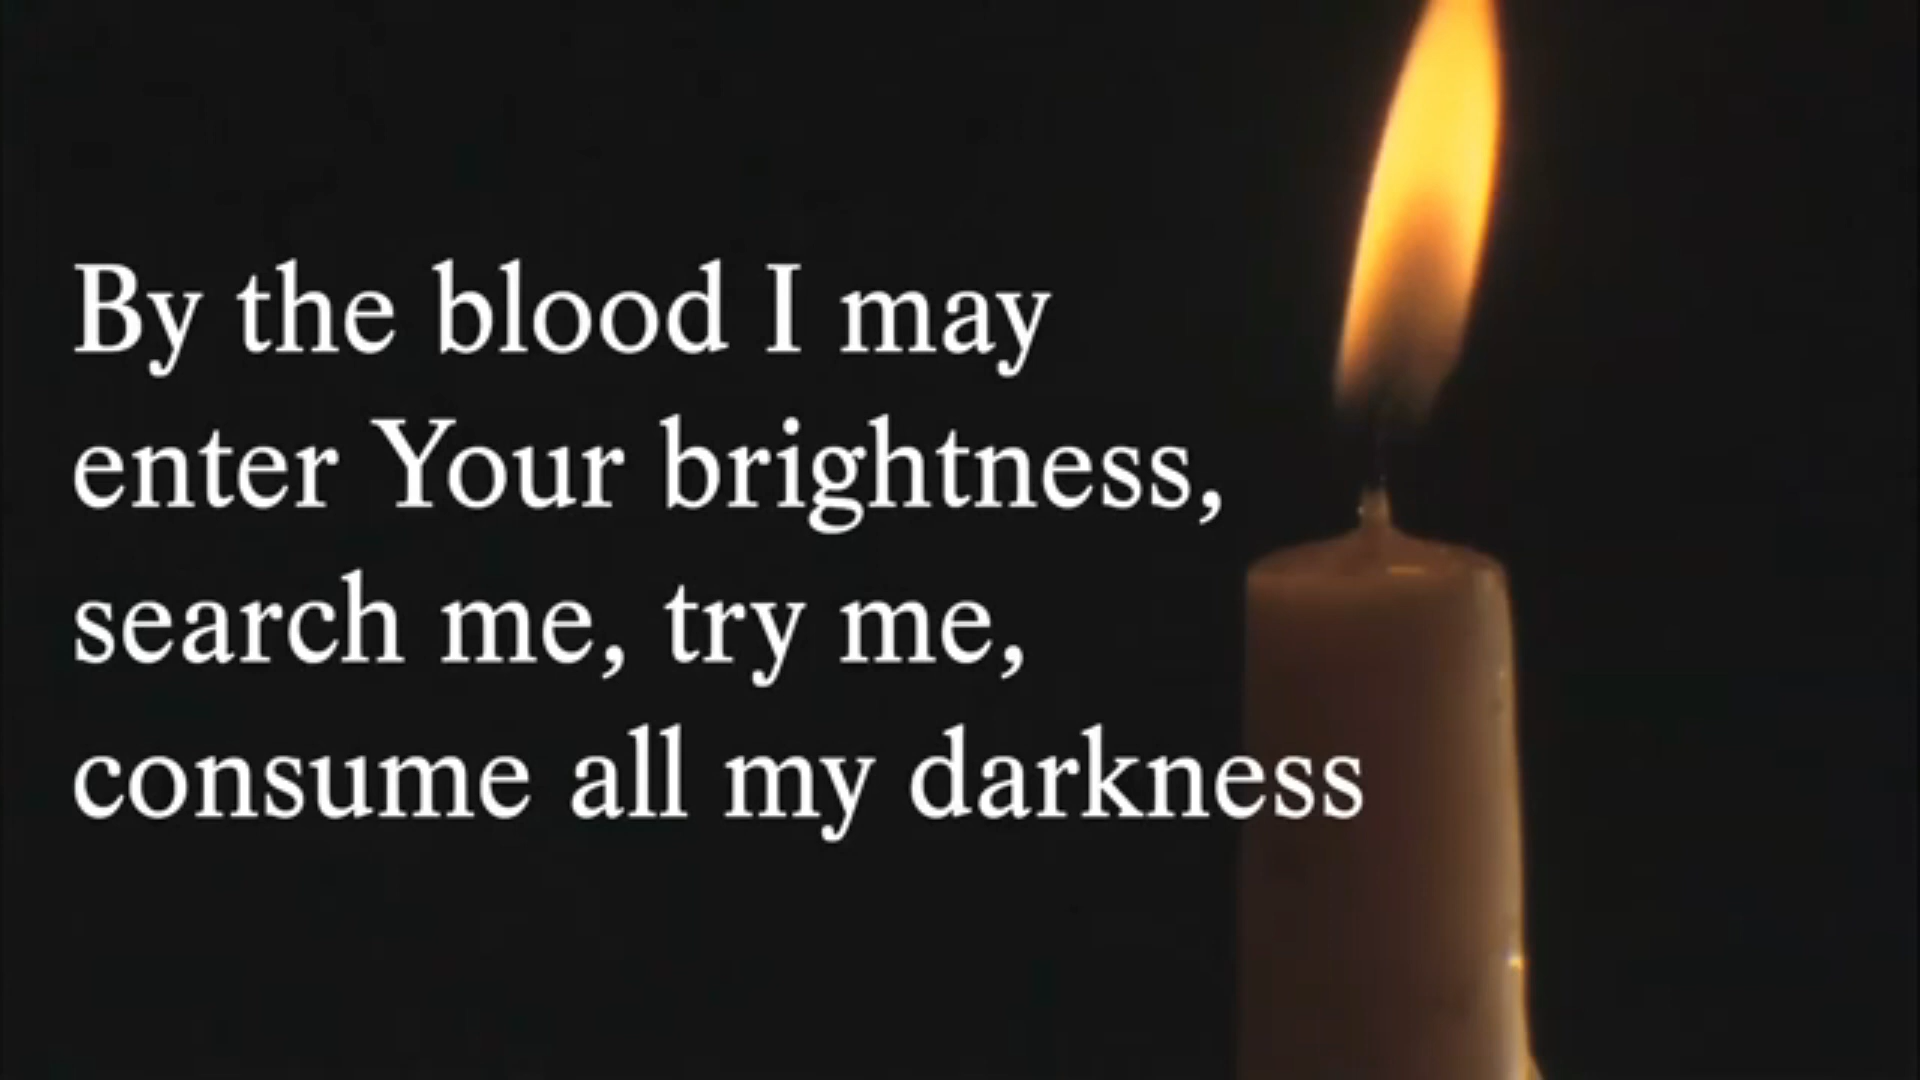 By the blood I may
enter Your brightness,
search me, try me,
consume all my darkness